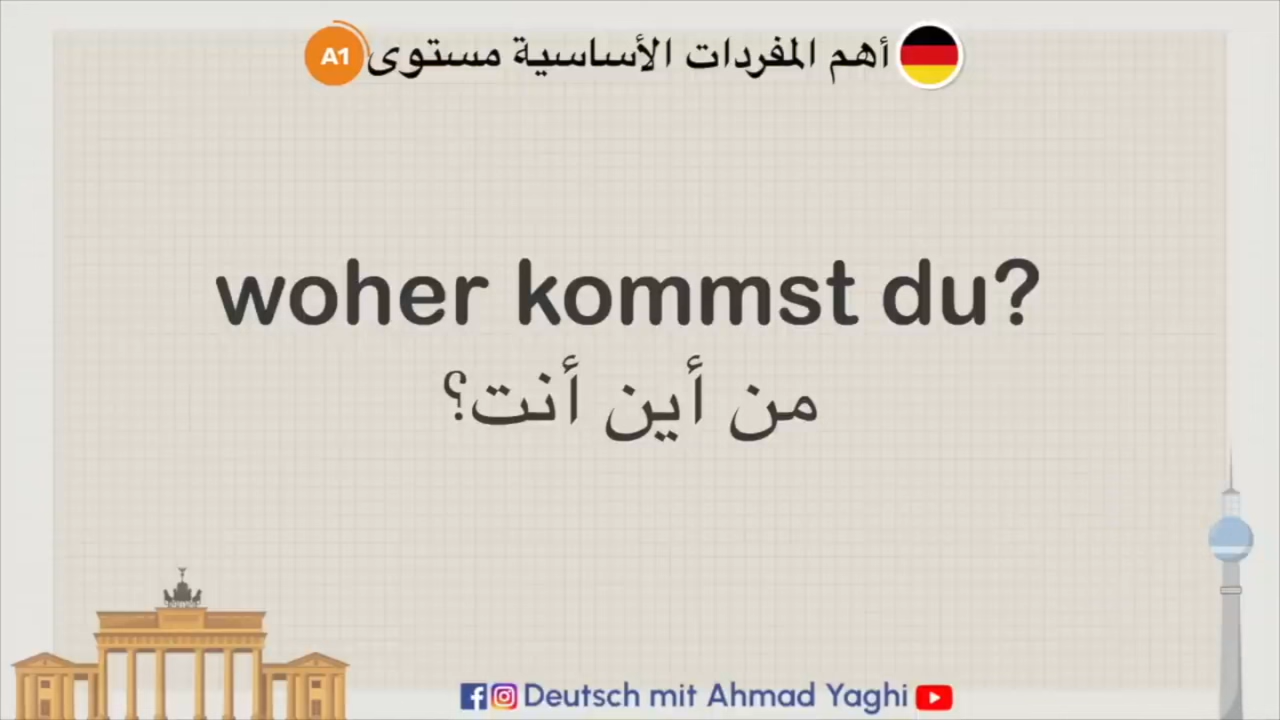 أهم المفردات الأساسية مستوى A1
woher kommst du?
من أين أنت؟
Deutsch mit Ahmad Yaghi